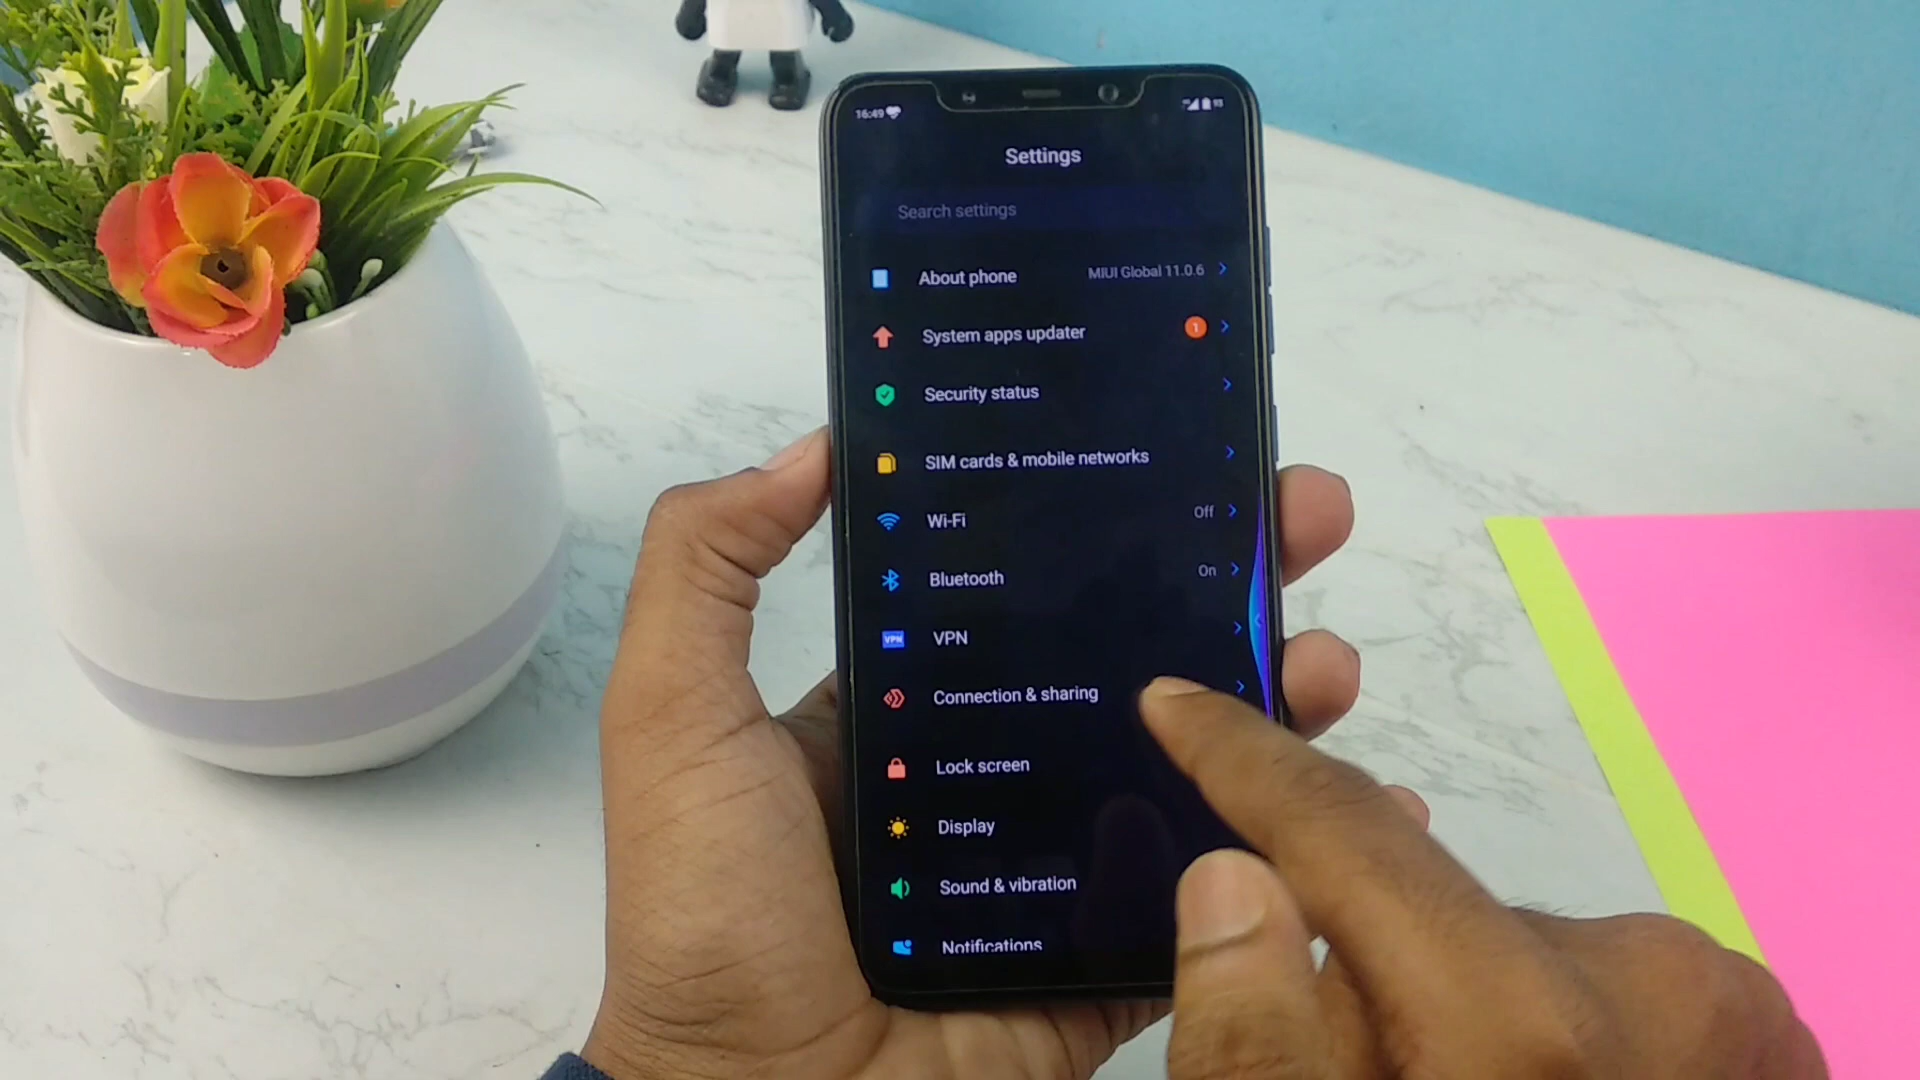 16:49
93
Settings
Search settings
About phone MIUI Global 11.0.6
System apps updater 1
Security status
SIM cards & mobile networks
Wi-Fi Off
Bluetooth On
VPN VPN
Connection & sharing
Lock screen
Display
Sound & vibration
Notifications